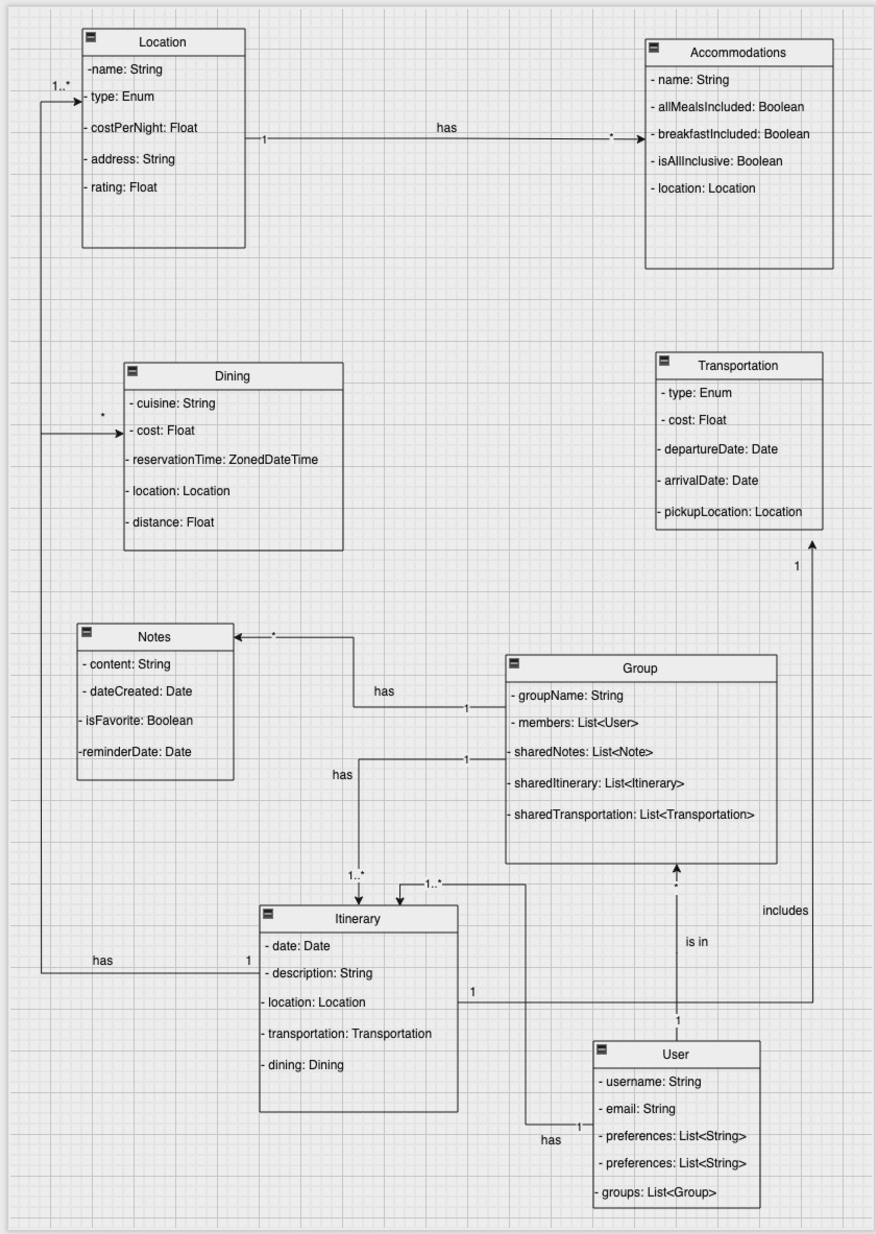 Location
-name: String
- type: Enum
- costPerNight: Float
- address: String
- rating: Float
1..*
1
has
*
Accommodations
- name: String
- allMealsIncluded: Boolean
- breakfastIncluded: Boolean
- isAllInclusive: Boolean
- location: Location
Dining
- cuisine: String
- cost: Float
- reservationTime: ZonedDateTime
- location: Location
- distance: Float
*
Transportation
- type: Enum
- cost: Float
- departureDate: Date
- arrivalDate: Date
- pickupLocation: Location
1
Notes
- content: String
- dateCreated: Date
- isFavorite: Boolean
-reminderDate: Date
*
has
1
Group
- groupName: String
- members: List<User>
- sharedNotes: List<Note>
- sharedItinerary: List<Itinerary>
- sharedTransportation: List<Transportation>
1
has
1..*
1..*
*
includes
is in
has
1
1
1
Itinerary
- date: Date
- description: String
- location: Location
- transportation: Transportation
- dining: Dining
User
- username: String
- email: String
- preferences: List<String>
- preferences: List<String>
- groups: List<Group>
1
has